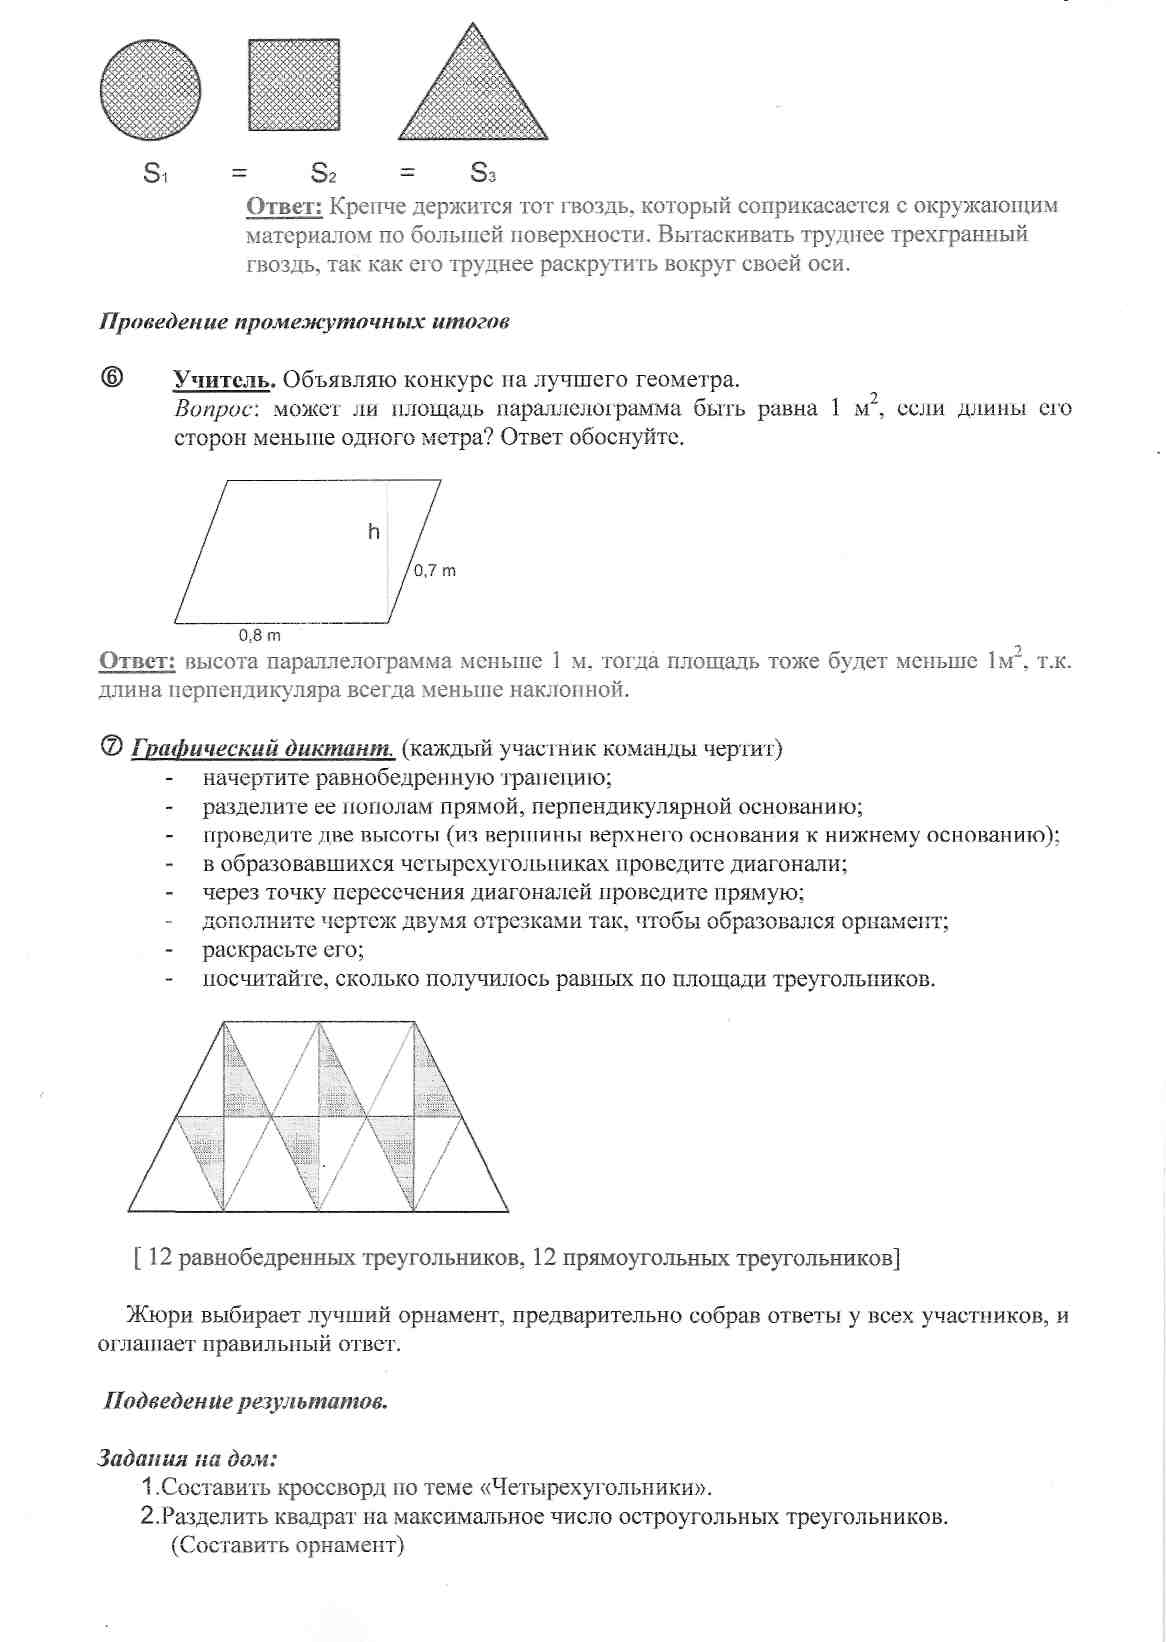 S1 = S2 = S3
Ответ: Крепче держится тот гвоздь, который соприкасается с окружающим
материалом по большей поверхности. Вытаскивать труднее трехгранный
гвоздь, так как его труднее раскрутить вокруг своей оси.
Проведение промежуточных итогов
⑥ Учитель. Объявляю конкурс на лучшего геометра.
Вопрос: может ли площадь параллелограмма быть равна 1 м², если длины его
сторон меньше одного метра? Ответ обоснуйте.
h
0,7 m
0,8 m
Ответ: высота параллелограмма меньше 1 м, тогда площадь тоже будет меньше 1м², т.к.
длина перпендикуляра всегда меньше наклонной.
⑦ Графический диктант. (каждый участник команды чертит)
- начертите равнобедренную трапецию;
- разделите ее пополам прямой, перпендикулярной основанию;
- проведите две высоты (из вершины верхнего основания к нижнему основанию);
- в образовавшихся четырехугольниках проведите диагонали;
- через точку пересечения диагоналей проведите прямую;
- дополните чертеж двумя отрезками так, чтобы образовался орнамент;
- раскрасьте его;
- посчитайте, сколько получилось равных по площади треугольников.
[ 12 равнобедренных треугольников, 12 прямоугольных треугольников]
Жюри выбирает лучший орнамент, предварительно собрав ответы у всех участников, и
оглашает правильный ответ.
Подведение результатов.
Задания на дом:
1.Составить кроссворд по теме «Четырехугольники».
2.Разделить квадрат на максимальное число остроугольных треугольников.
(Составить орнамент)